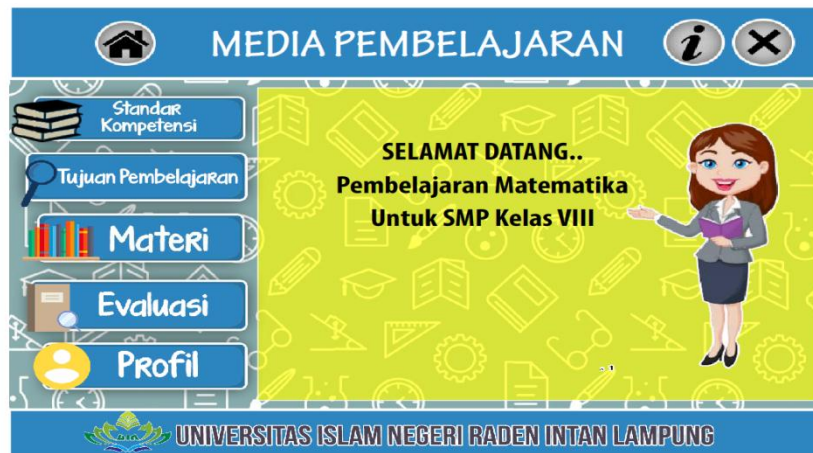 MEDIA PEMBELAJARAN
i
Standar
Kompetensi
Tujuan Pembelajaran
Materi
Evaluasi
Profil
SELAMAT DATANG..
Pembelajaran Matematika
Untuk SMP Kelas VIII
UIN
UNIVERSITAS ISLAM NEGERI RADEN INTAN LAMPUNG